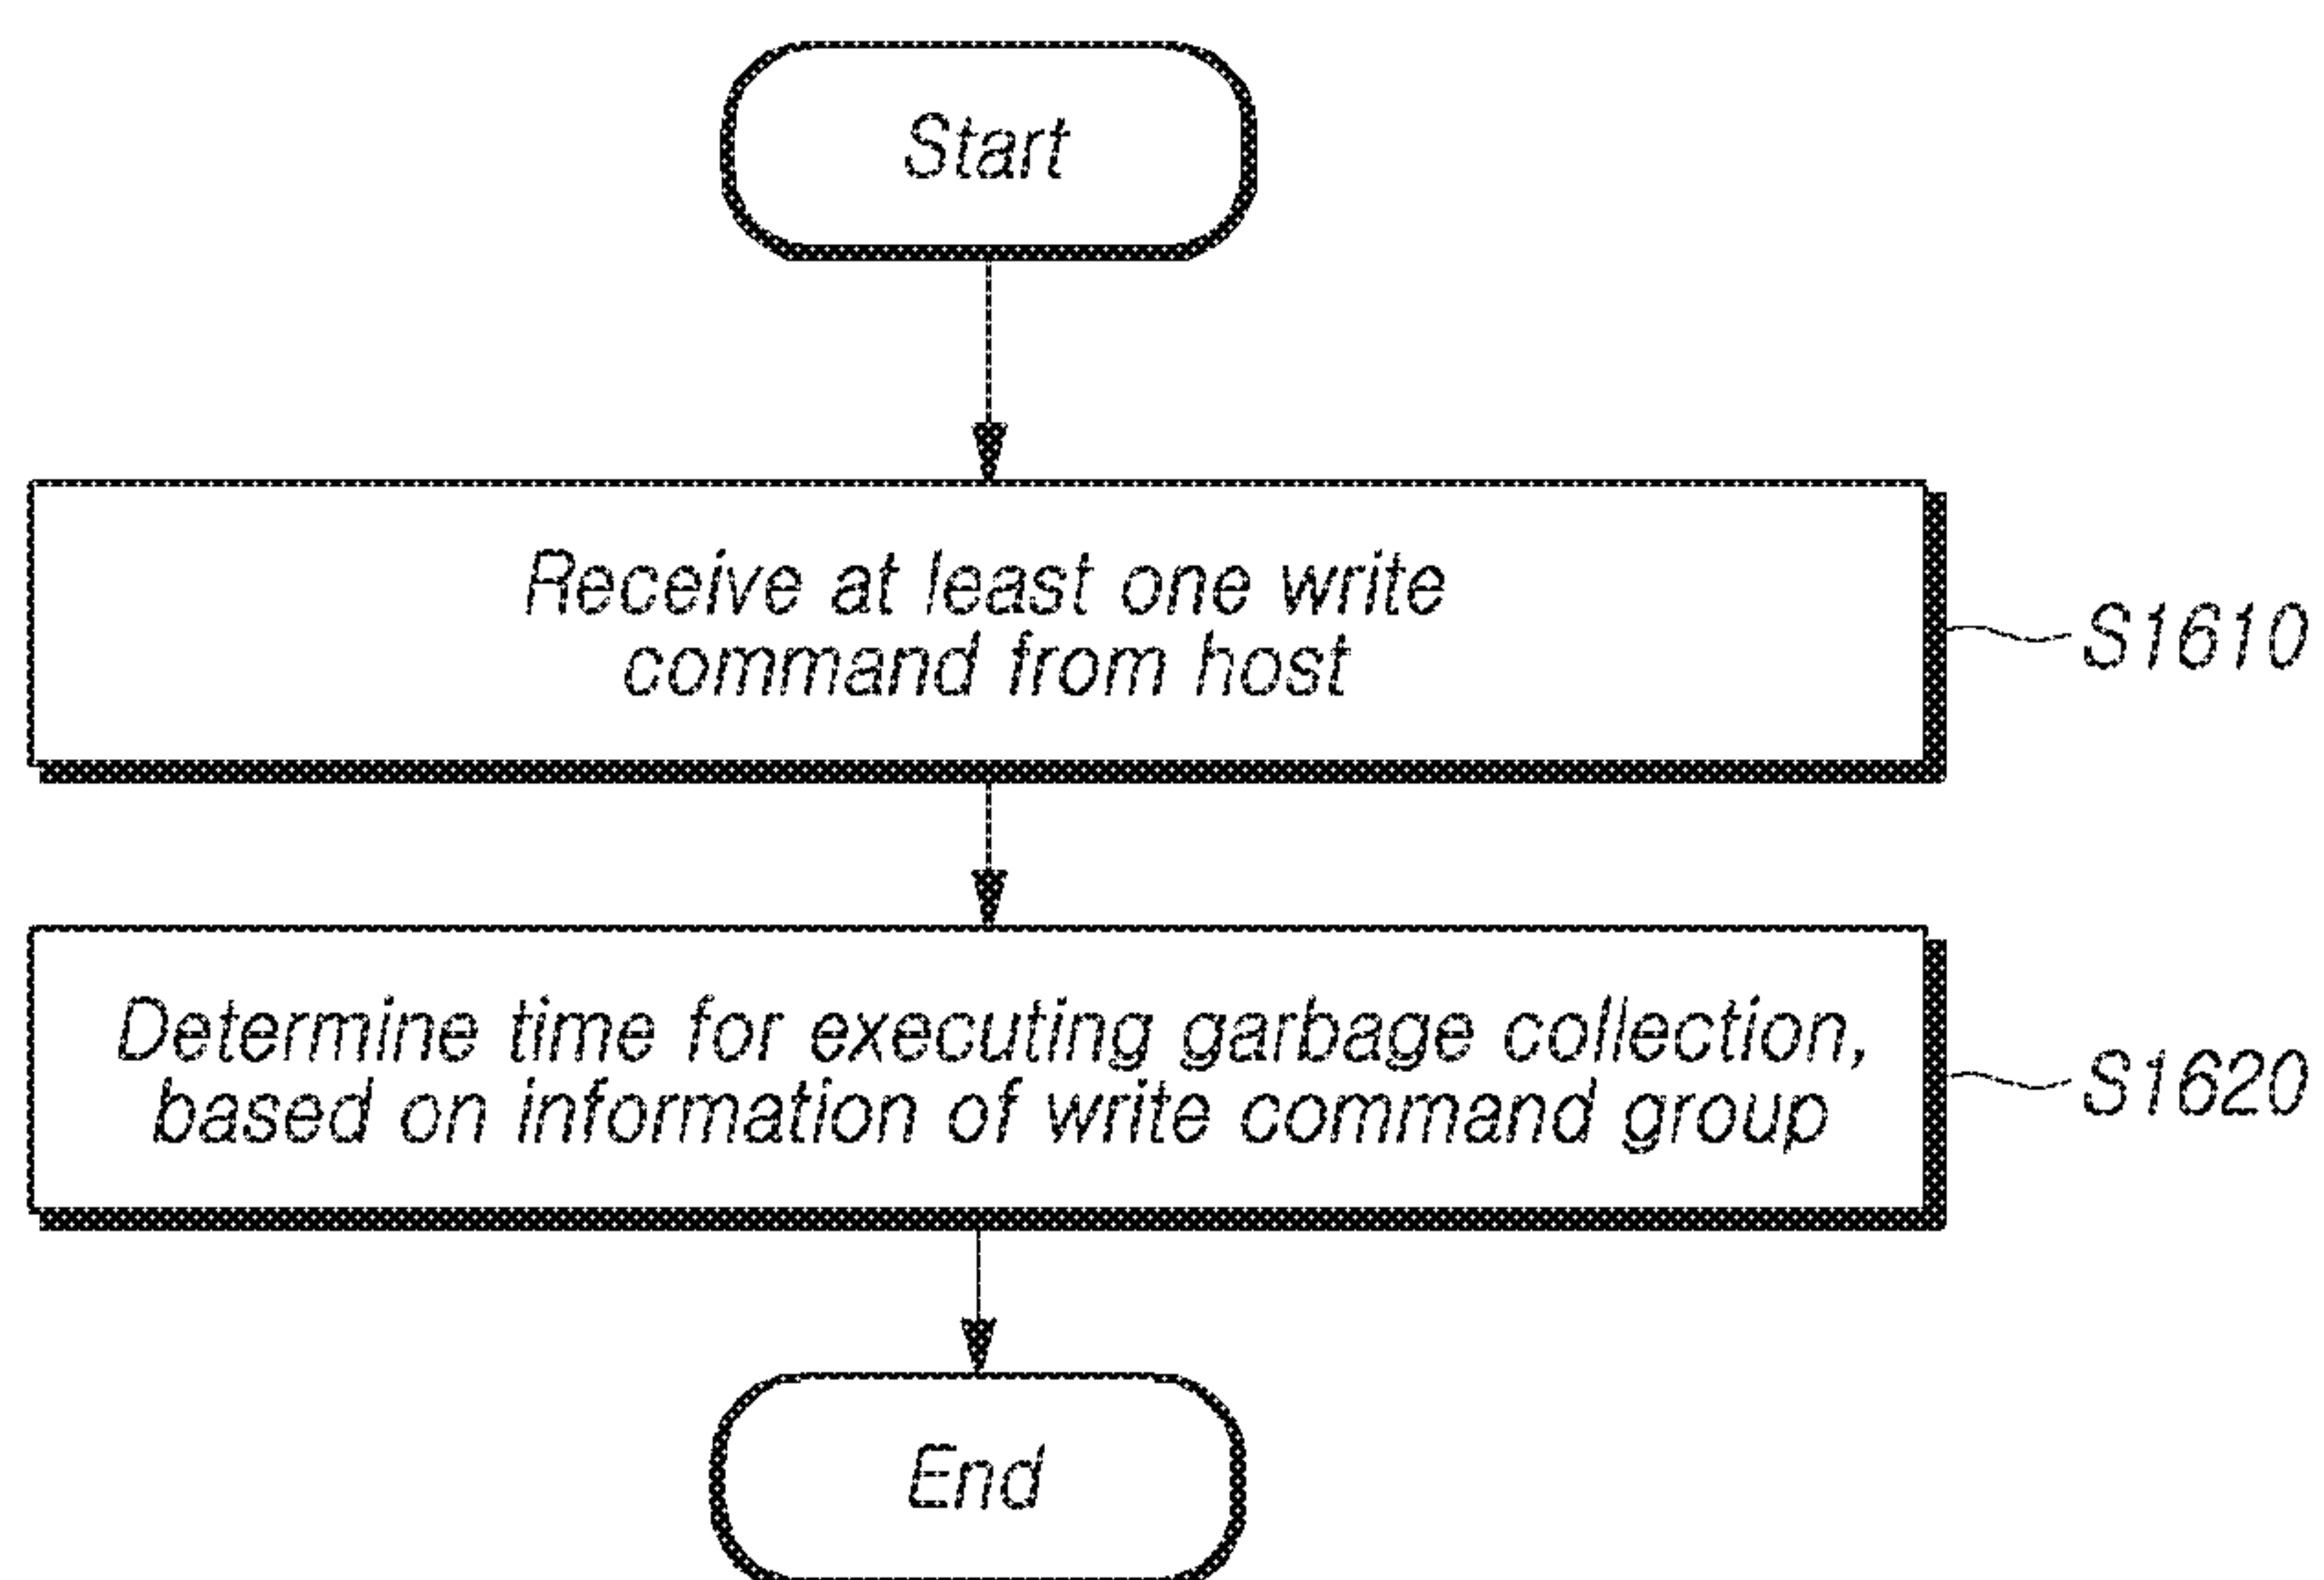 Start
Receive at least one write
command from host
S1610
Determine time for executing garbage collection,
based on information of write command group
S1620
End